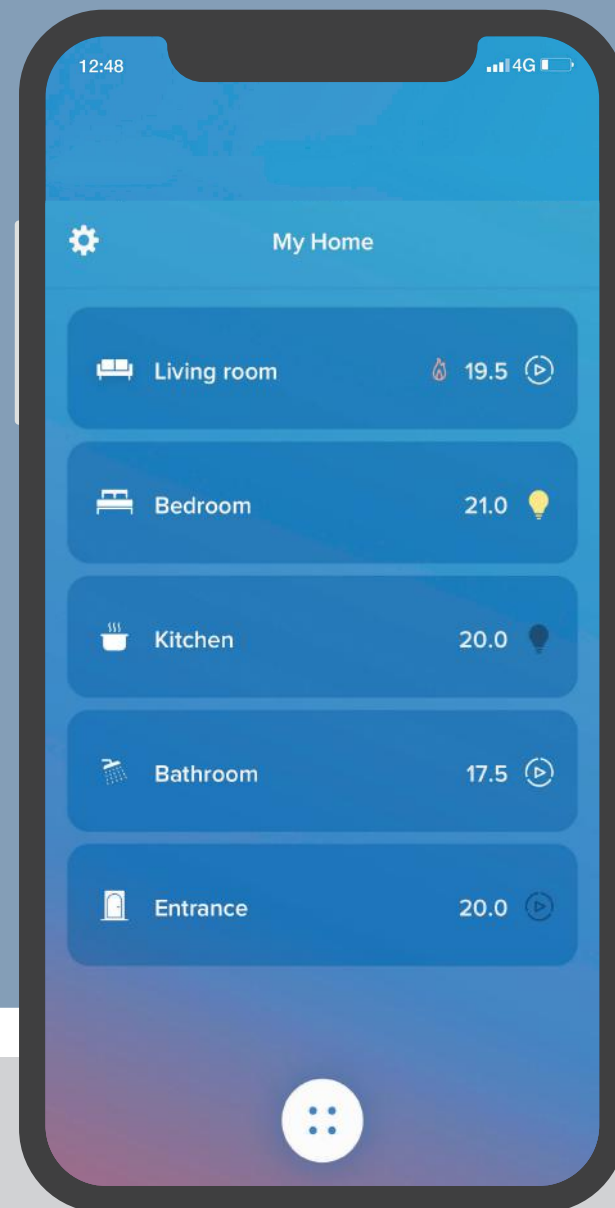 12:48 4G
My Home
Living room 19.5
Bedroom 21.0
Kitchen 20.0
Bathroom 17.5
Entrance 20.0